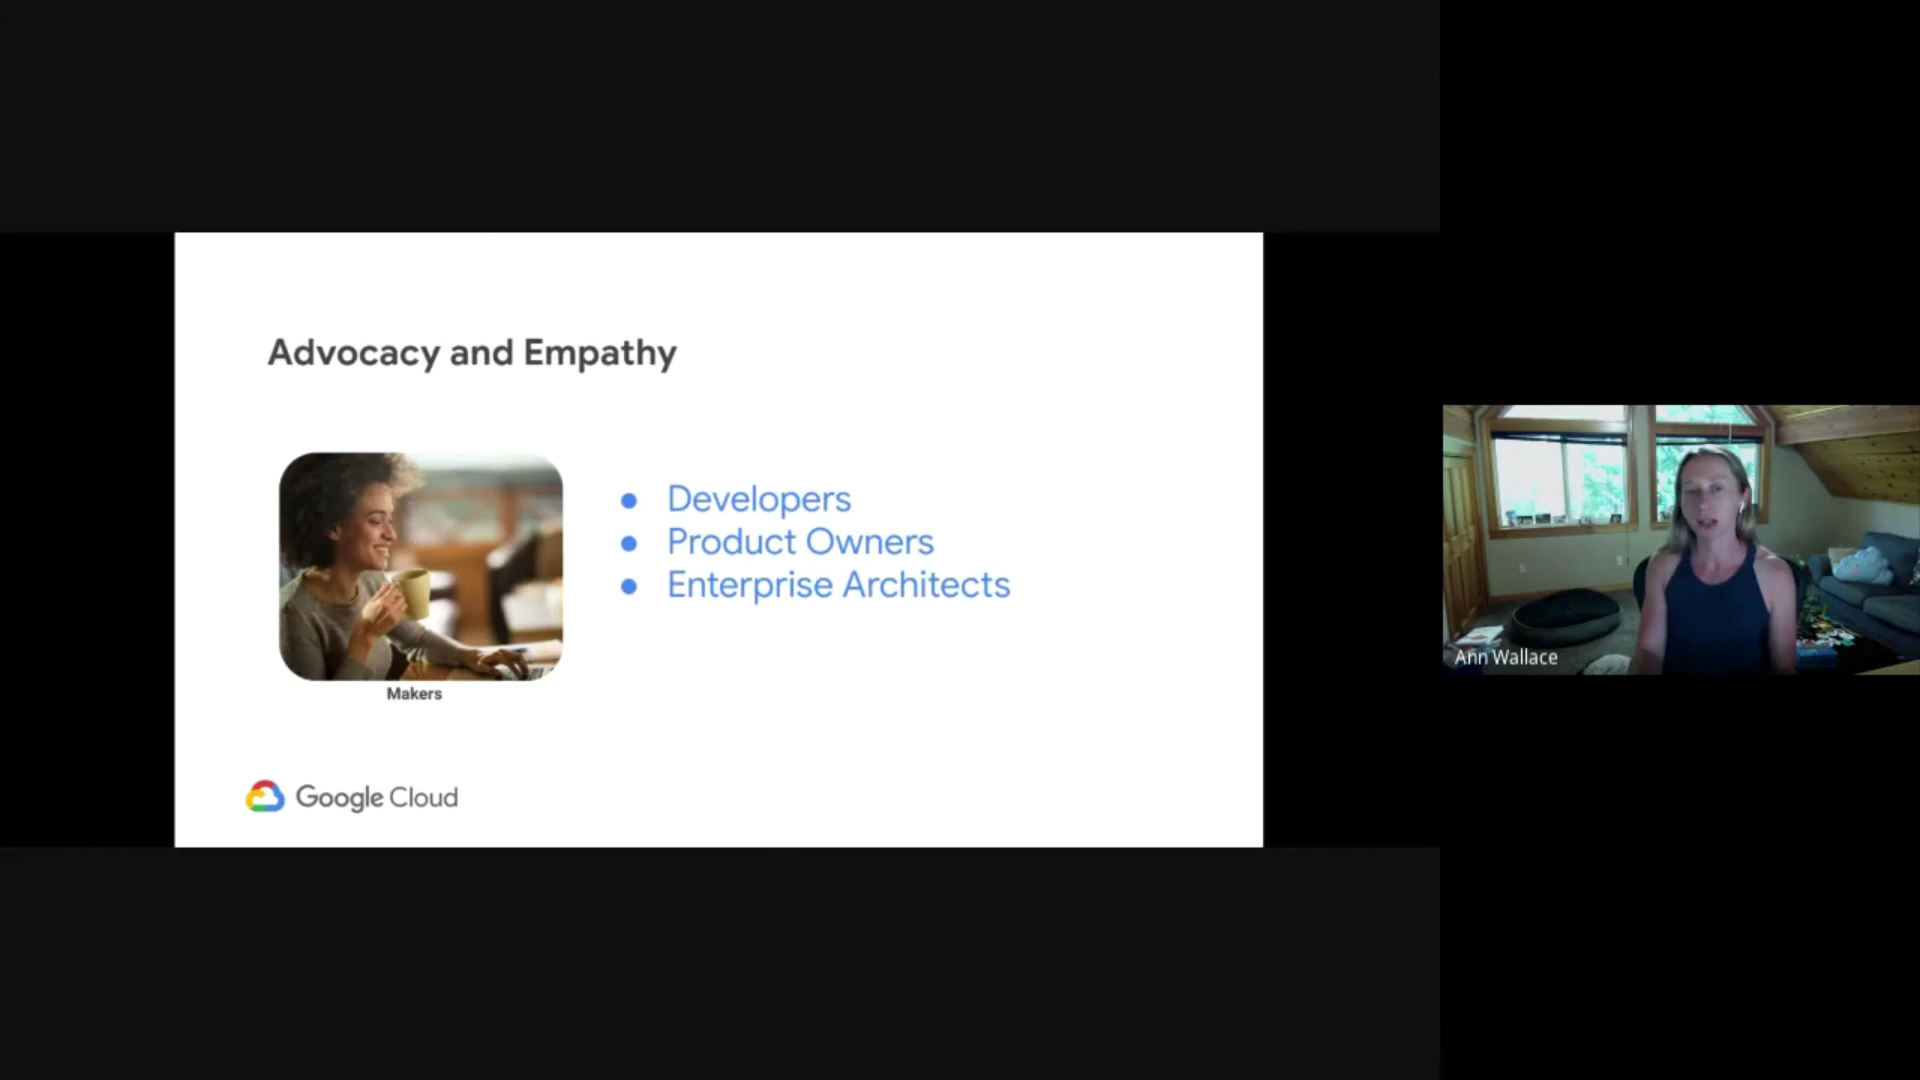 Advocacy and Empathy
Developers
Product Owners
Enterprise Architects
Makers
Google Cloud
Ann Wallace